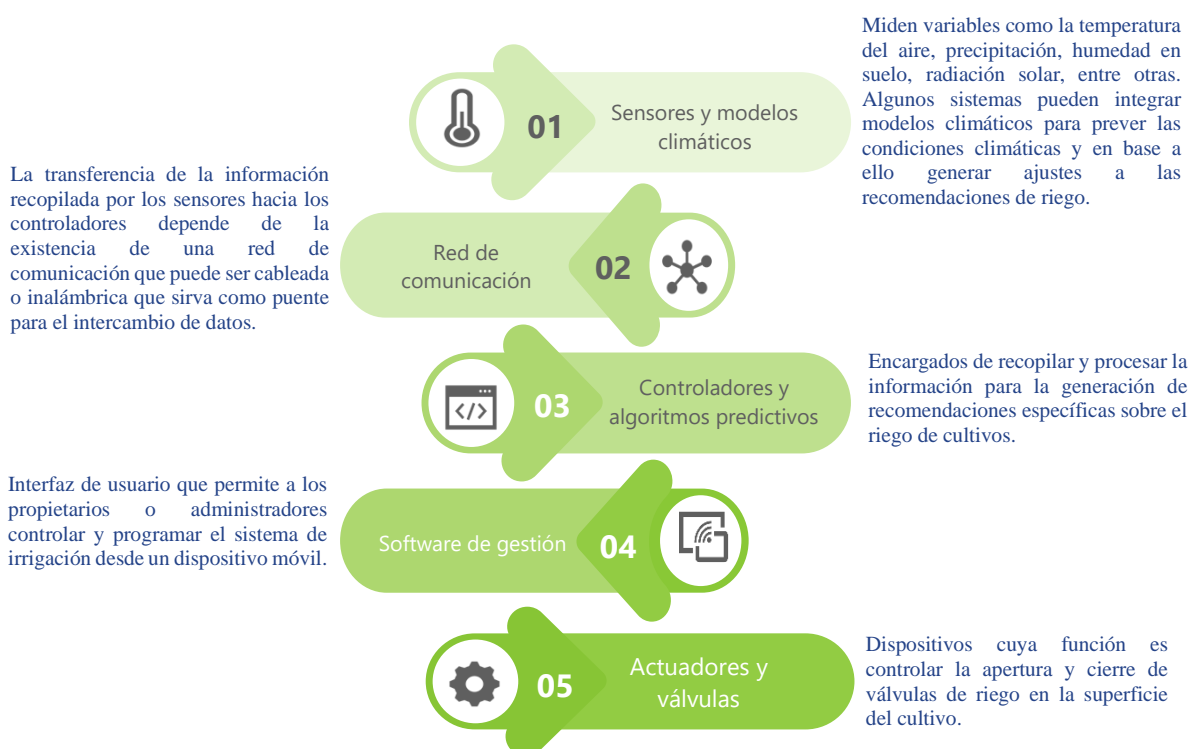 01
Sensores y modelos
climáticos
Miden variables como la temperatura
del aire, precipitación, humedad en
suelo, radiación solar, entre otras.
Algunos sistemas pueden integrar
modelos climáticos para prever las
condiciones climáticas y en base a
ello generar ajustes a las
recomendaciones de riego.
La transferencia de la información
recopilada por los sensores hacia los
controladores depende de la
existencia de una red de
comunicación que puede ser cableada
o inalámbrica que sirva como puente
para el intercambio de datos.
Red de
comunicación
02
03
Controladores y
algoritmos predictivos
Encargados de recopilar y procesar la
información para la generación de
recomendaciones específicas sobre el
riego de cultivos.
Interfaz de usuario que permite a los
propietarios o administradores
controlar y programar el sistema de
irrigación desde un dispositivo móvil.
Software de gestión
04
05
Actuadores y
válvulas
Dispositivos cuya función es
controlar la apertura y cierre de
válvulas de riego en la superficie
del cultivo.